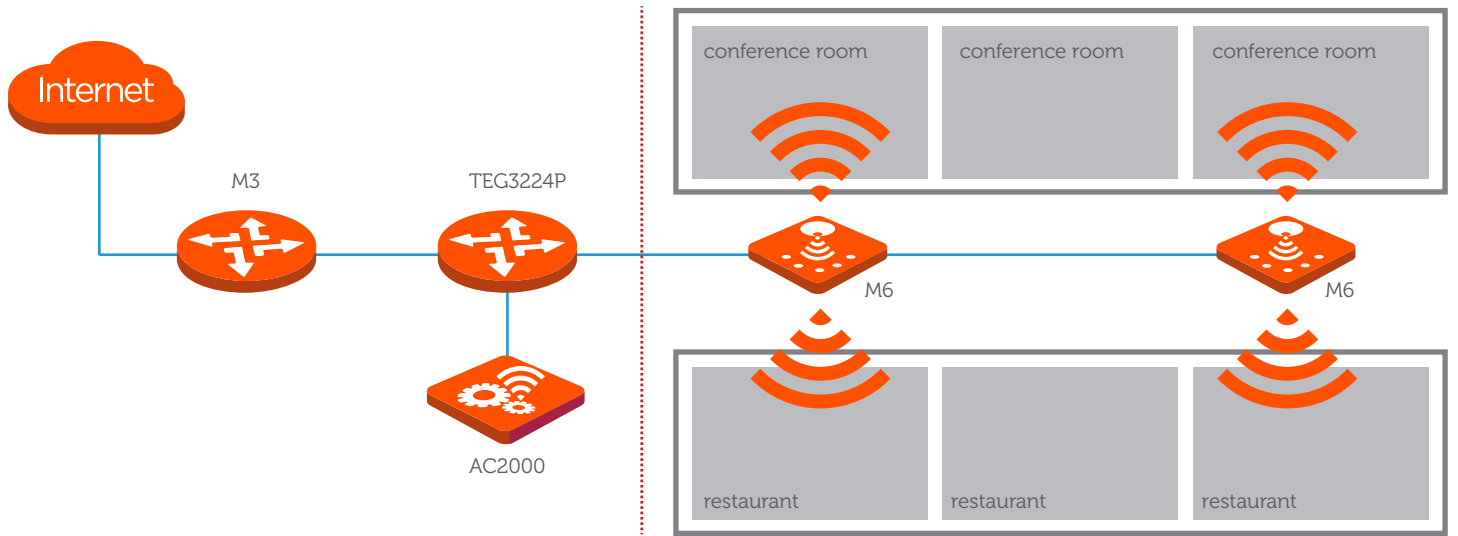 Internet
M3
TEG3224P
AC2000
conference room
conference room
conference room
M6
M6
restaurant
restaurant
restaurant